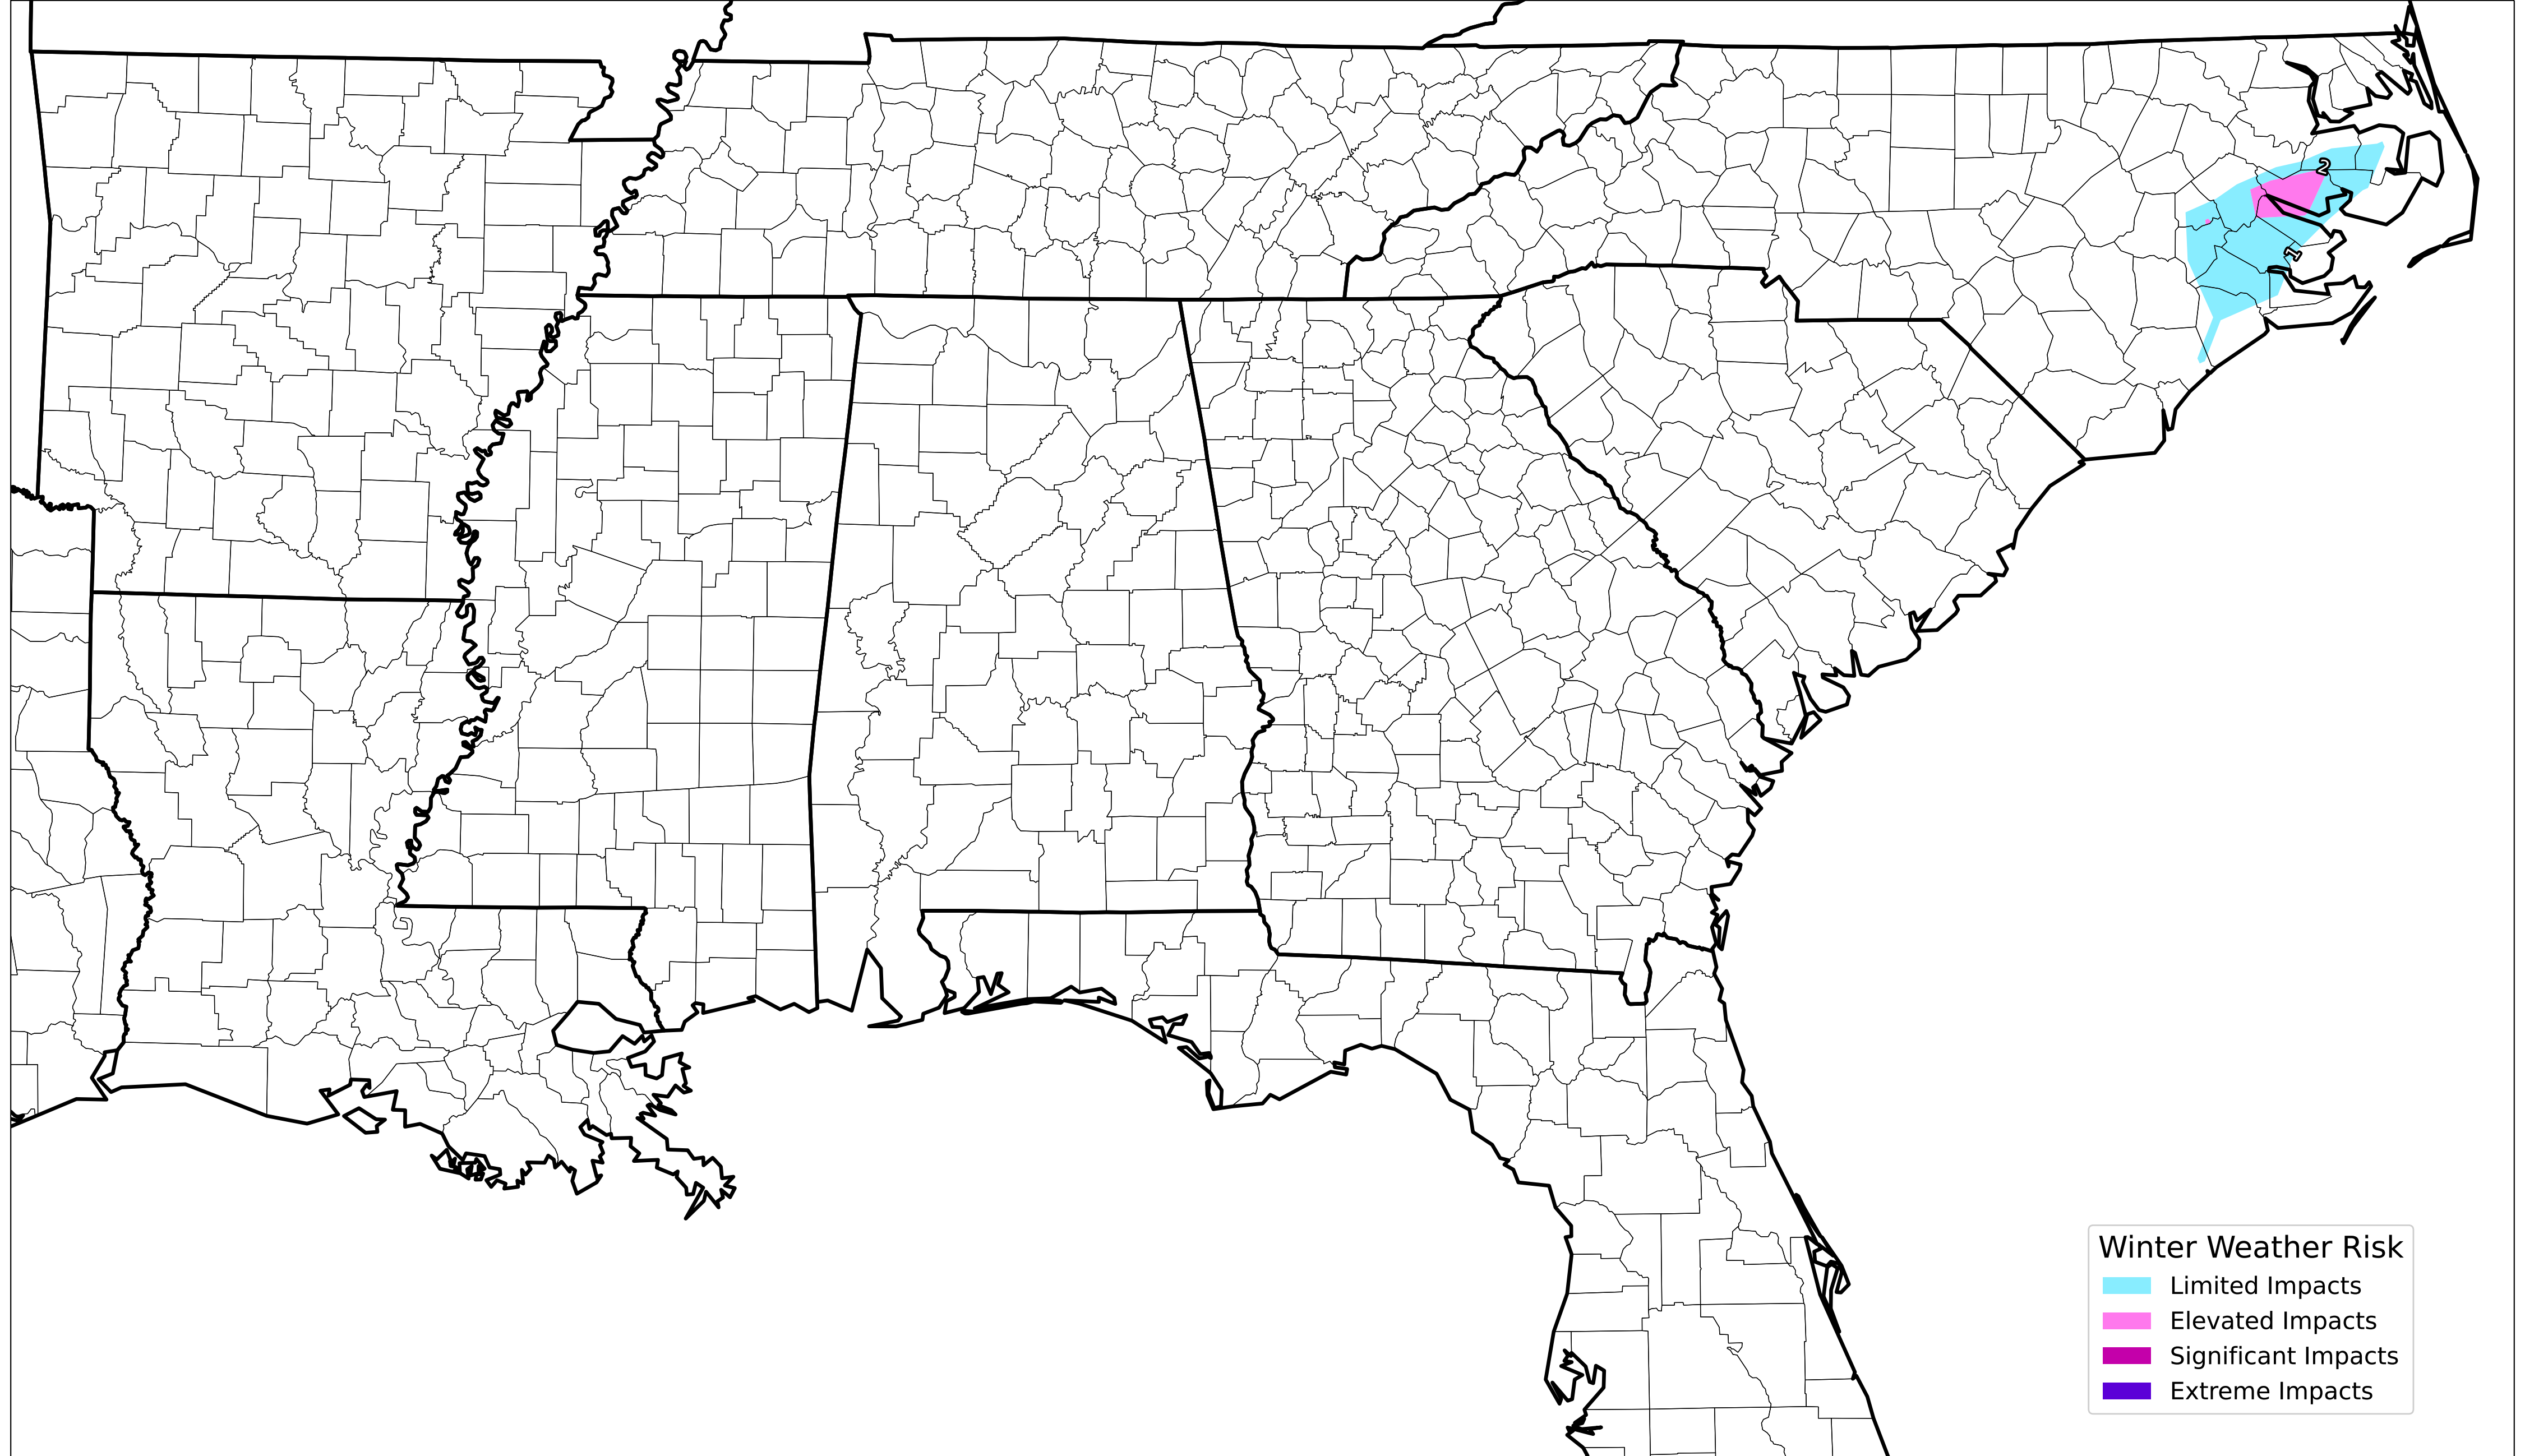 2
1
Winter Weather Risk
Limited Impacts
Elevated Impacts
Significant Impacts
Extreme Impacts